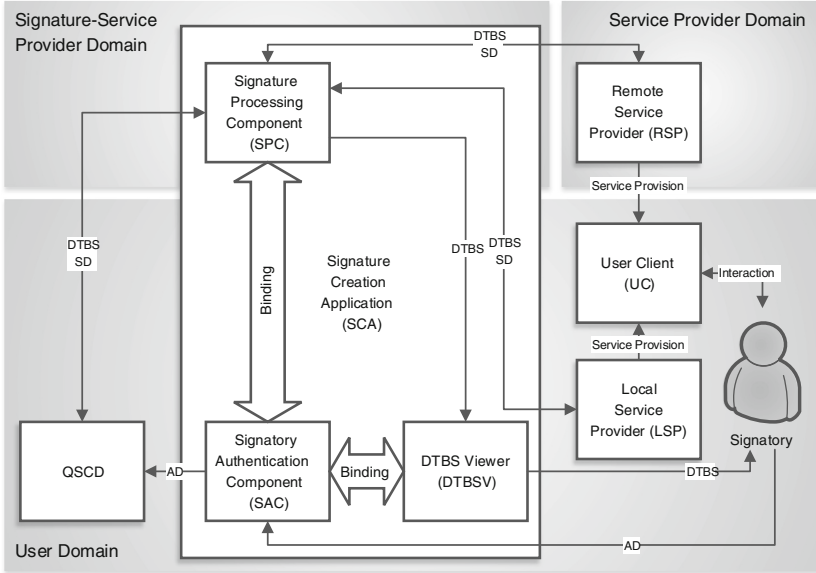 Signature-Service
Provider Domain
Service Provider Domain
DTBS
SD
Signature
Processing
Component
(SPC)
Remote
Service
Provider (RSP)
Service Provision
DTBS
SD
DTBS
DTBS
SD
Binding
Signature
Creation
Application
(SCA)
User Client
(UC)
Interaction
Service Provision
Local
Service
Provider (LSP)
Signatory
QSCD
AD
Signatory
Authentication
Component
(SAC)
Binding
DTBS Viewer
(DTBSV)
DTBS
AD
User Domain